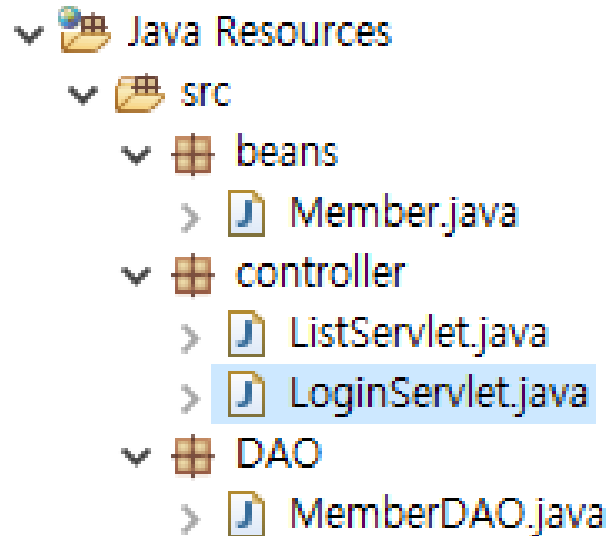 Java Resources
src
beans
Member.java
controller
ListServlet.java
LoginServlet.java
DAO
MemberDAO.java